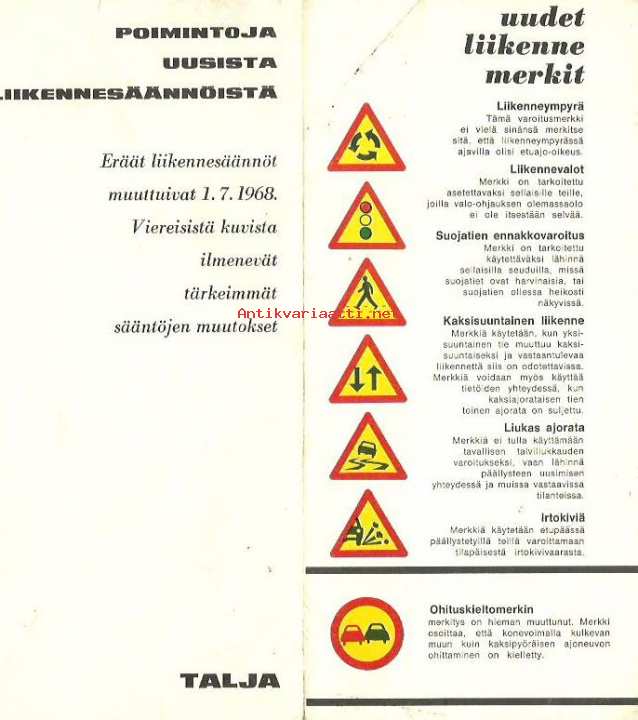 POIMINTOJA
UUSISTA
LIIKENNESÄÄNNÖISTÄ
Eräät liikennesäännöt
muuttuivat 1. 7. 1968.
Viereisistä kuvista
ilmenevät
tärkeimmät
sääntöjen muutokset
TALJA
uudet
liikenne
merkit
Liikenneympyrä
Tämä varoitusmerkki
ei vielä sinänsä merkitse
sitä, että liikenneympyrässä
ajavilla olisi etuajo-oikeus.
Liikennevalot
Merkki on tarkoitettu
asetettavaksi sellaisille teille,
joilla valo-ohjauksen olemassaolo
ei ole itsestään selvää.
Suojatien ennakkovaroitus
Merkki on tarkoitettu
käytettäväksi lähinnä
sellaisilla seuduilla, missä
suojatiet ovat harvinaisia, tai
suojatien ollessa heikosti
näkyvissä.
Kaksisuuntainen liikenne
Merkkiä käytetään, kun yksi-
suuntainen tie muuttuu kaksi-
suuntaiseksi ja vastaantulevaa
liikennettä siis on odotettavissa.
Merkkiä voidaan myös käyttää
tietöiden yhteydessä, kun
kaksiajorataisen tien
toinen ajorata on suljettu.
Liukas ajorata
Merkkiä ei tulla käyttämään
tavallisen talviliukkauden
varoitukseksi, vaan lähinnä
päällysteen uusimisen
yhteydessä ja muissa vastaavissa
tilanteissa.
Irtokiviä
Merkkiä käytetään etupäässä
päällystetyillä teillä varoittamaan
tilapäisestä irtokivivaarasta.
Ohituskieltomerkin
merkitys on hieman muuttunut. Merkki
osoittaa, että konevoimalla kulkevan
muun kuin kaksipyöräisen ajoneuvon
ohittaminen on kielletty.
Antikvariaatti.net